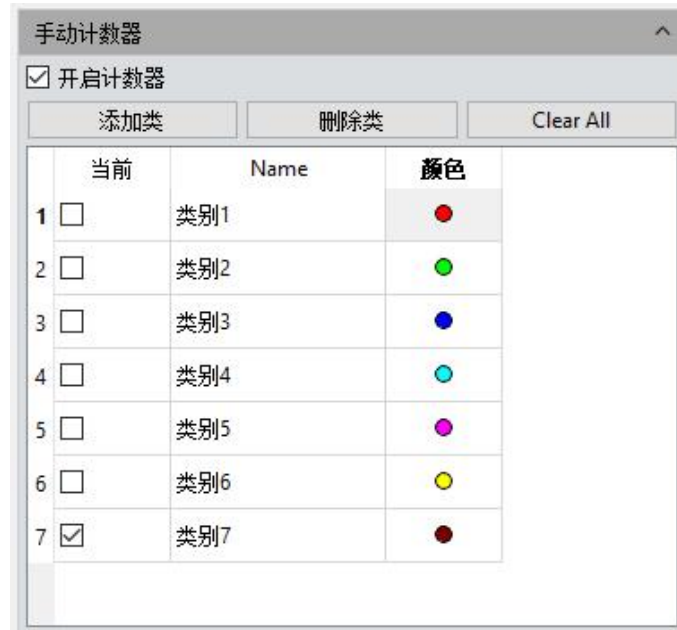 手动计数器
开启计数器
添加类 删除类 Clear All
当前 Name 颜色
1 类别1
2 类别2
3 类别3
4 类别4
5 类别5
6 类别6
7 类别7